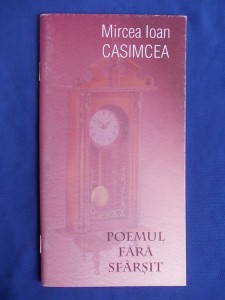 Mircea Ioan
CASIMCEA
POEMUL
FĂRĂ
SFÂRȘIT